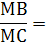 MB/MC =